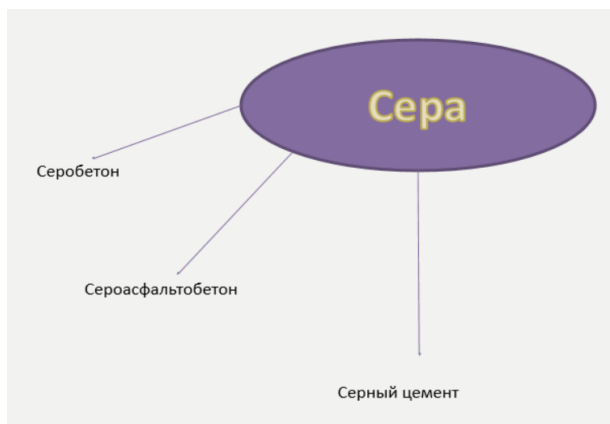 Сера
Серобетон
Сероасфальтобетон
Серный цемент